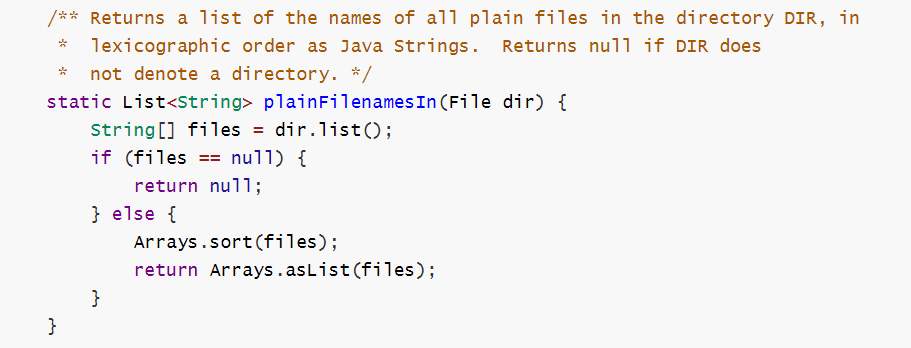 /** Returns a list of the names of all plain files in the directory DIR, in
 *  lexicographic order as Java Strings.  Returns null if DIR does
 *  not denote a directory. */
static List<String> plainFilenamesIn(File dir) {
    String[] files = dir.list();
    if (files == null) {
        return null;
    } else {
        Arrays.sort(files);
        return Arrays.asList(files);
    }
}